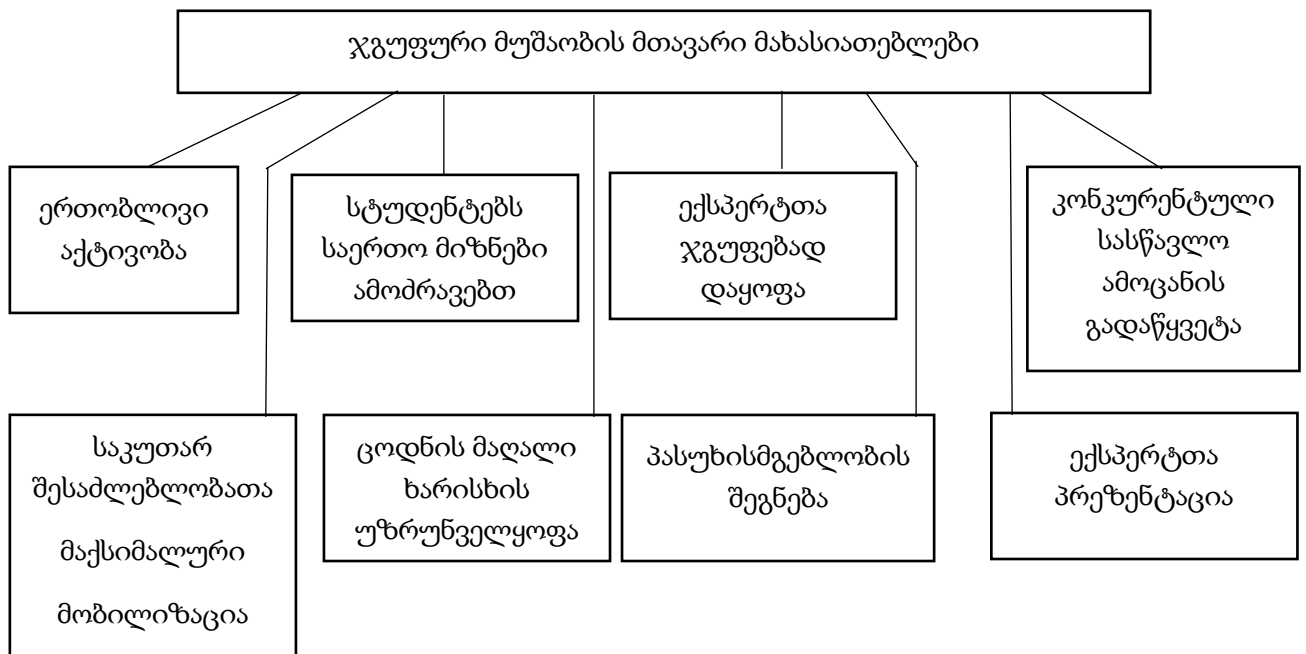 ჯგუფური მუშაობის მთავარი მახასიათებლები
ერთობლივი
აქტივობა
სტუდენტებს
საერთო მიზნები
ამოძრავებთ
ექსპერტთა
ჯგუფებად
დაყოფა
კონკურენტული
სასწავლო
ამოცანის
გადაწყვეტა
საკუთარ
შესაძლებლობათა
მაქსიმალური
მობილიზაცია
ცოდნის მაღალი
ხარისხის
უზრუნველყოფა
პასუხისმგებლობის
შეგნება
ექსპერტთა
პრეზენტაცია